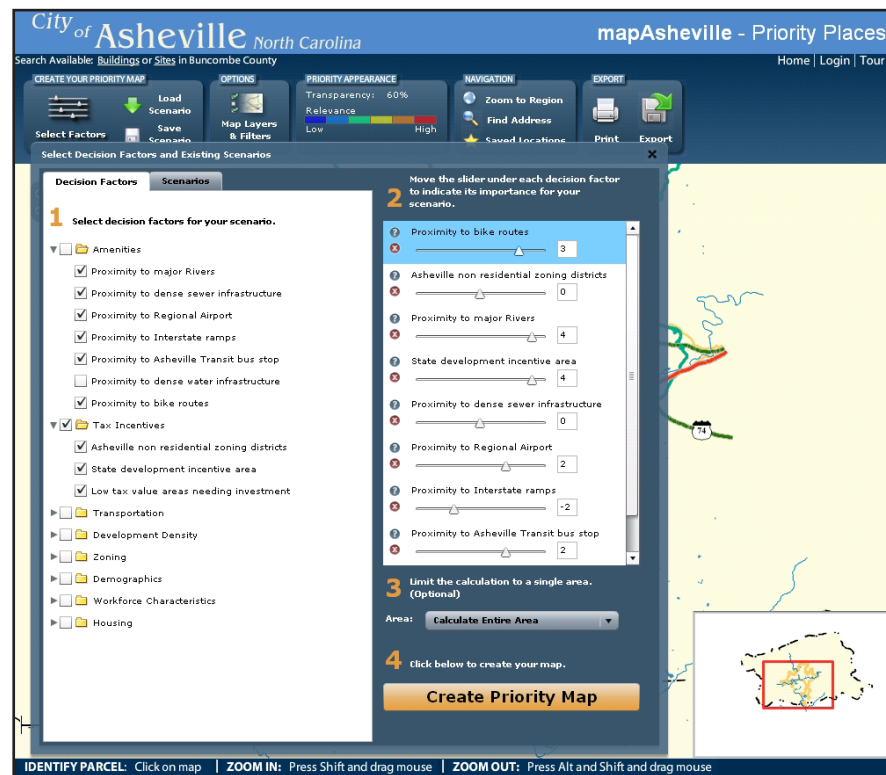 City of Asheville North Carolina
mapAsheville - Priority Places
Search Available: Buildings or Sites in Buncombe County
Home | Login | Tour
CREATE YOUR PRIORITY MAP
Select Factors
Load Scenario
Save Scenario
OPTIONS
Map Layers & Filters
PRIORITY APPEARANCE
Transparency: 60%
Relevance
Low High
NAVIGATION
Zoom to Region
Find Address
Saved Locations
EXPORT
Print Export
Select Decision Factors and Existing Scenarios
Decision Factors Scenarios
1 Select decision factors for your scenario.
Amenities
Proximity to major Rivers
Proximity to dense sewer infrastructure
Proximity to Regional Airport
Proximity to Interstate ramps
Proximity to Asheville Transit bus stop
Proximity to dense water infrastructure
Proximity to bike routes
Tax Incentives
Asheville non residential zoning districts
State development incentive area
Low tax value areas needing investment
Transportation
Development Density
Zoning
Demographics
Workforce Characteristics
Housing
2 Move the slider under each decision factor
to indicate its importance for your
scenario.
Proximity to bike routes
3
Asheville non residential zoning districts
0
Proximity to major Rivers
4
State development incentive area
4
Proximity to dense sewer infrastructure
0
Proximity to Regional Airport
2
Proximity to Interstate ramps
-2
Proximity to Asheville Transit bus stop
2
3 Limit the calculation to a single area.
(Optional)
Area: Calculate Entire Area
4 Click below to create your map.
Create Priority Map
74
IDENTIFY PARCEL: Click on map | ZOOM IN: Press Shift and drag mouse | ZOOM OUT: Press Alt and Shift and drag mouse